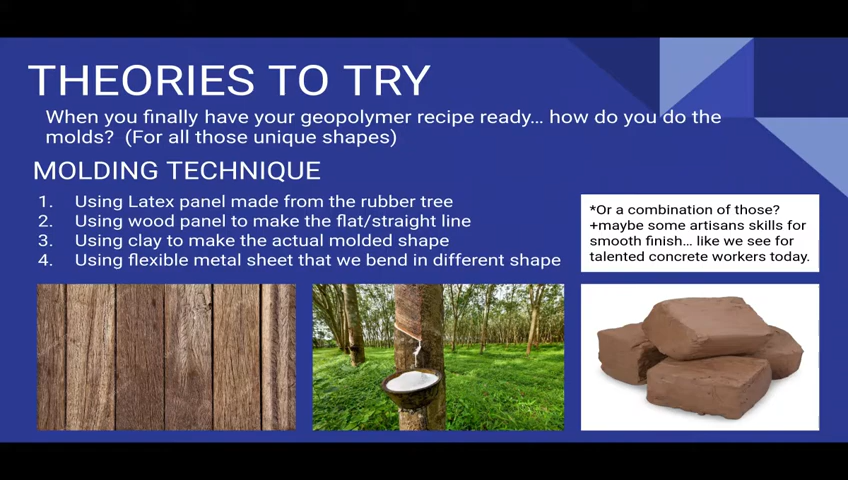 THEORIES TO TRY
When you finally have your geopolymer recipe ready... how do you do the
molds? (For all those unique shapes)
MOLDING TECHNIQUE
1. Using Latex panel made from the rubber tree
2. Using wood panel to make the flat/straight line
3. Using clay to make the actual molded shape
4. Using flexible metal sheet that we bend in different shape
*Or a combination of those?
+maybe some artisans skills for
smooth finish... like we see for
talented concrete workers today.